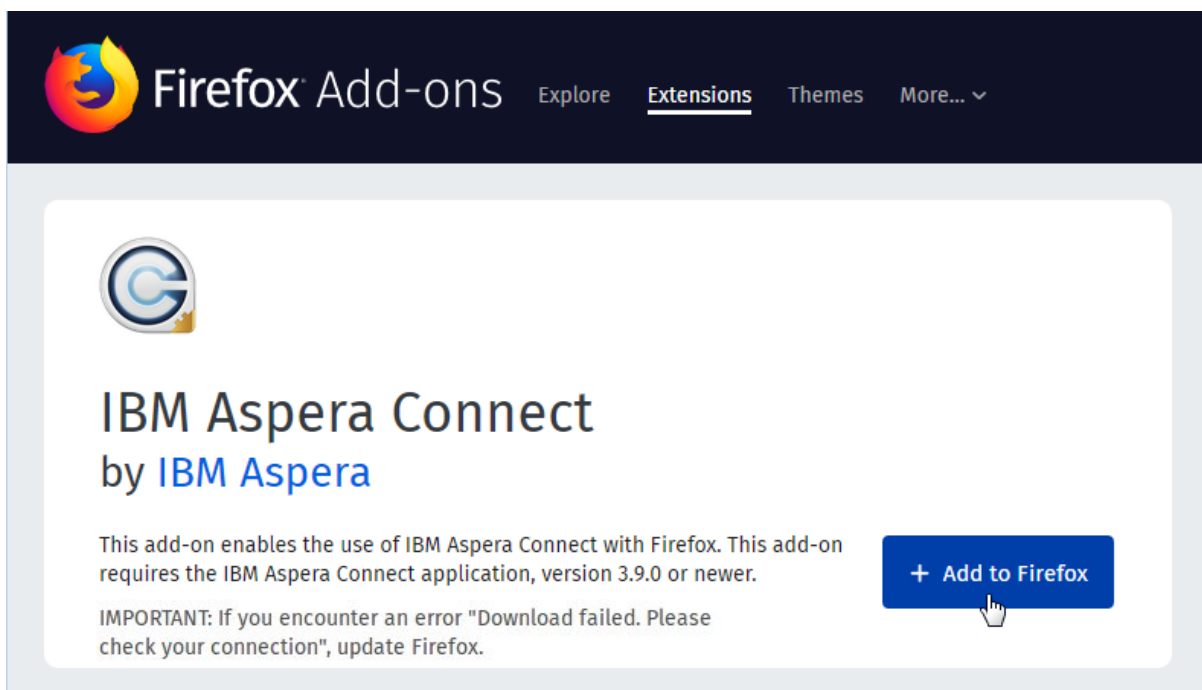 Firefox Add-ons Explore Extensions Themes More...
IBM Aspera Connect
by IBM Aspera
This add-on enables the use of IBM Aspera Connect with Firefox. This add-on
requires the IBM Aspera Connect application, version 3.9.0 or newer.
+ Add to Firefox
IMPORTANT: If you encounter an error "Download failed. Please
check your connection", update Firefox.